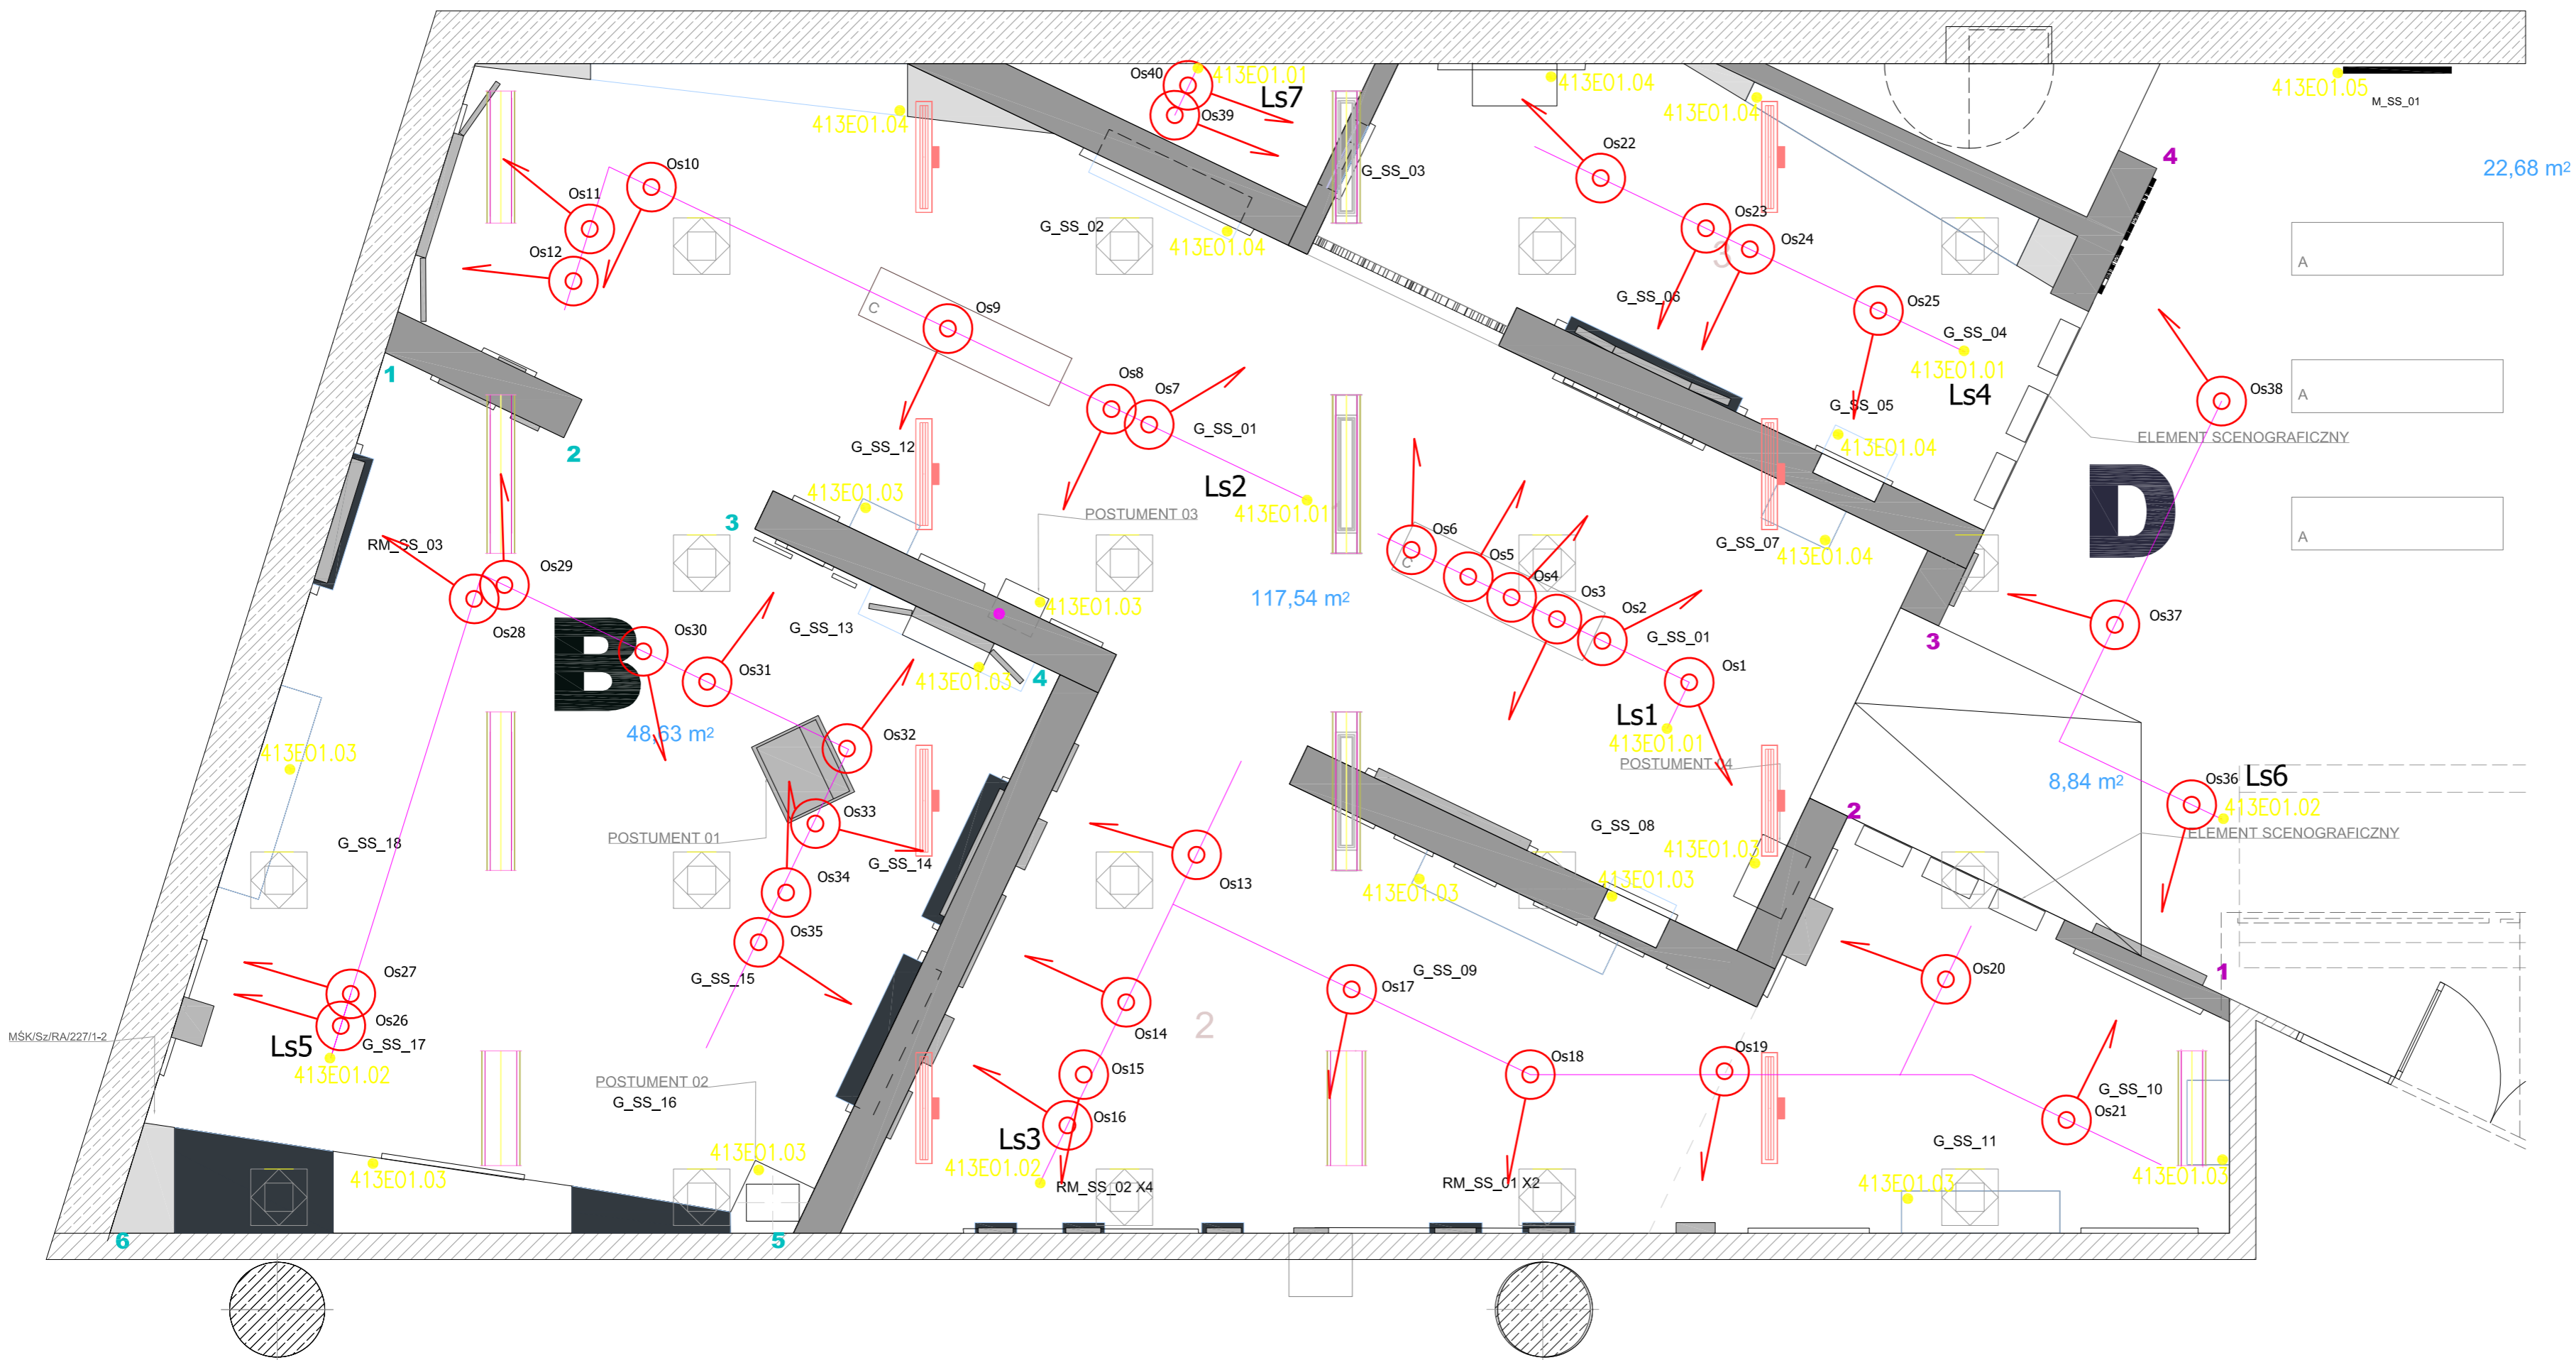 Os40
413E01.01
Ls7
Os39
413E01.04
413E01.04
413E01.04
413E01.05
M_SS_01
4
22,68 m²
Os10
Os11
Os12
G_SS_03
Os22
G_SS_02
413E01.04
Os23
3
Os24
A
G_SS_06
Os25
G_SS_04
413E01.01
Ls4
C
Os9
1
2
Os8
Os7
G_SS_01
G_SS_12
Os38
A
G_SS_05
413E01.04
ELEMENT SCENOGRAFICZNY
D
Ls2
413E01.01
413E01.03
POSTUMENT 03
3
RM_SS_03
Os6
Os5
C
Os4
Os3
Os2
G_SS_01
G_SS_07
413E01.04
A
Os29
Os28
B
Os30
Os31
G_SS_13
413E01.03
413E01.03
4
117,54 m²
Os1
Ls1
413E01.01
POSTUMENT 04
3
Os37
48,63 m²
Os32
413E01.03
8,84 m²
Os36
Ls6
413E01.02
ELEMENT SCENOGRAFICZNY
2
G_SS_18
POSTUMENT 01
Os33
G_SS_14
Os34
Os35
G_SS_15
Os13
G_SS_08
413E01.03
413E01.03
413E01.03
Os17
G_SS_09
Os20
1
Os27
Os26
G_SS_17
Ls5
413E01.02
MŚK/Sz/RA/227/1-2
Os14
2
Os15
Os16
Os18
Os19
G_SS_10
Os21
POSTUMENT 02
G_SS_16
Ls3
413E01.02
RM_SS_02 X4
RM_SS_01 X2
G_SS_11
413E01.03
413E01.03
413E01.03
413E01.03
6
5